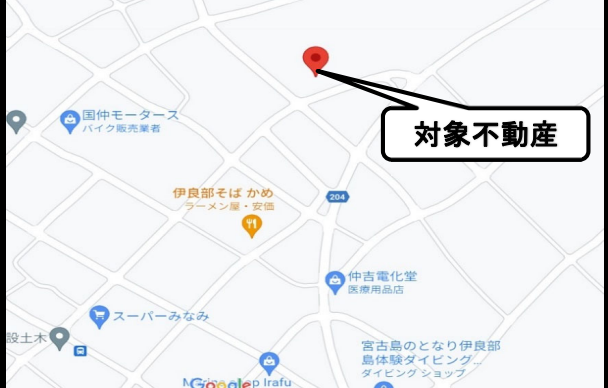 対象不動産
国仲モータース
バイク販売業者
伊良部そば かめ
ラーメン屋・安価
204
仲吉電化堂
医療用品店
スーパーみなみ
設土木
宮古島のとなり伊良部
島体験ダイビング...
ダイビング ショップ
Google
Irafu